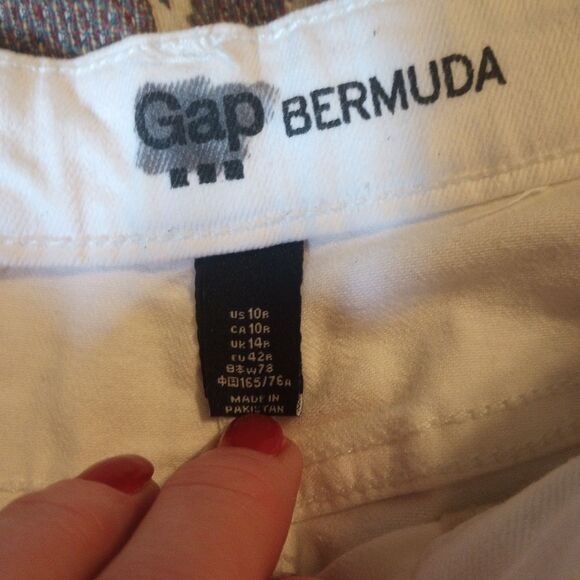 Gap BERMUDA
US 10R
CA 10R
UK 14R
EU 42R
日本 W78
中国 165/76A
MADE IN
PAKISTAN